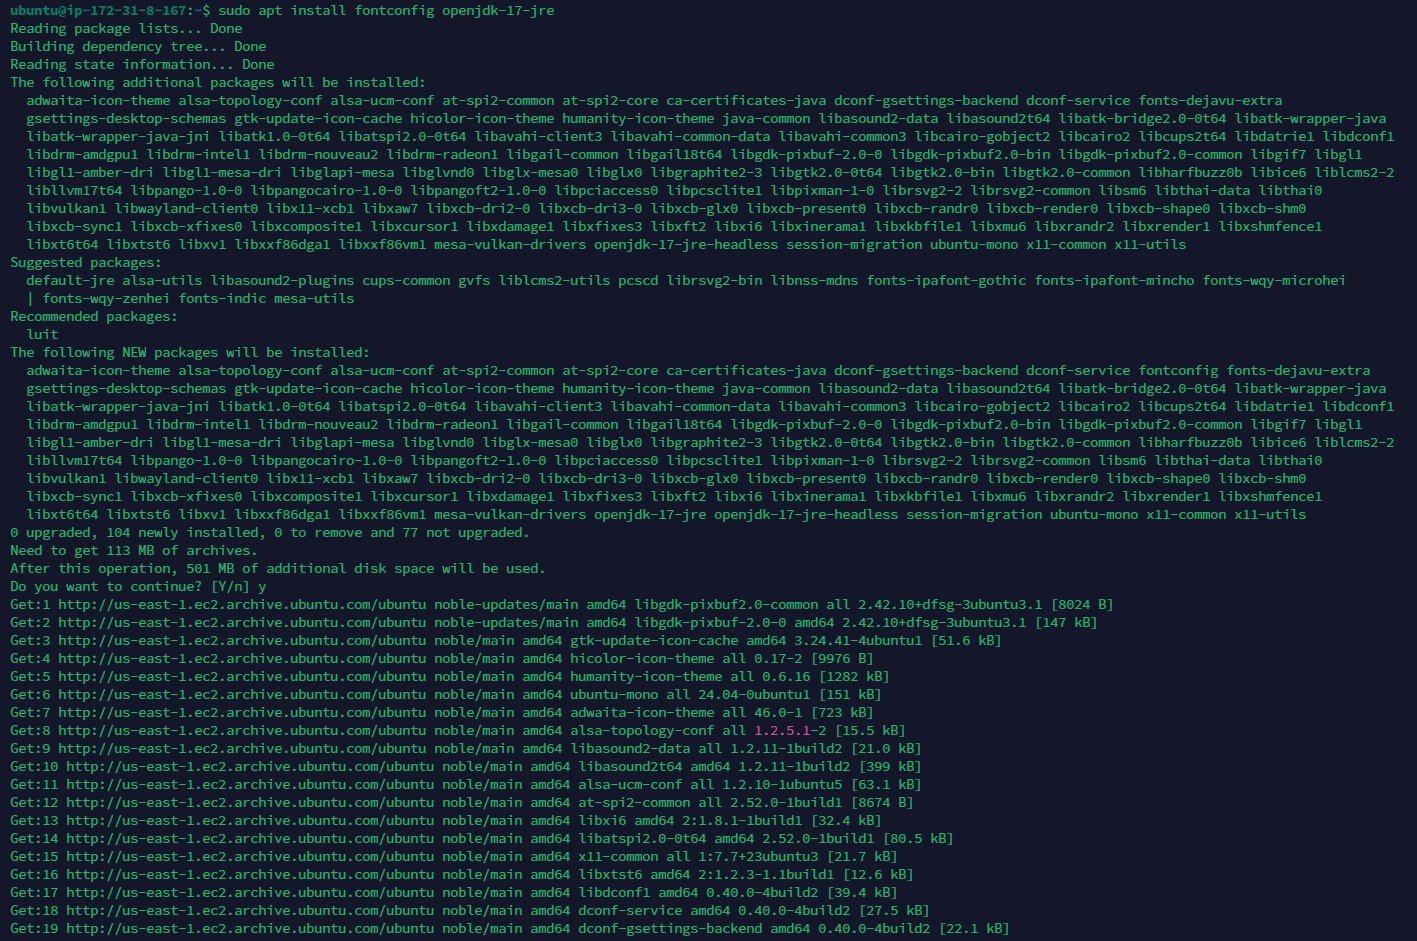 ubuntu@ip-172-31-8-167:~$ sudo apt install fontconfig openjdk-17-jre
Reading package lists... Done
Building dependency tree... Done
Reading state information... Done
The following additional packages will be installed:
  adwaita-icon-theme alsa-topology-conf alsa-ucm-conf at-spi2-common at-spi2-core ca-certificates-java dconf-gsettings-backend dconf-service fonts-dejavu-extra
  gsettings-desktop-schemas gtk-update-icon-cache hicolor-icon-theme humanity-icon-theme java-common libasound2-data libasound2t64 libatk-bridge2.0-0t64 libatk-wrapper-java
  libatk-wrapper-java-jni libatk1.0-0t64 libatspi2.0-0t64 libavahi-client3 libavahi-common-data libavahi-common3 libcairo-gobject2 libcairo2 libcups2t64 libdatrie1 libdconf1
  libdrm-amdgpu1 libdrm-intel1 libdrm-nouveau2 libdrm-radeon1 libgail-common libgail18t64 libgdk-pixbuf-2.0-0 libgdk-pixbuf2.0-bin libgdk-pixbuf2.0-common libgif7 libgl1
  libgl1-amber-dri libgl1-mesa-dri libglapi-mesa libglvnd0 libglx-mesa0 libglx0 libgraphite2-3 libgtk2.0-0t64 libgtk2.0-bin libgtk2.0-common libharfbuzz0b libice6 liblcms2-2
  libllvm17t64 libpango-1.0-0 libpangocairo-1.0-0 libpangoft2-1.0-0 libpciaccess0 libpcsclite1 libpixman-1-0 librsvg2-2 librsvg2-common libsm6 libthai-data libthai0
  libvulkan1 libwayland-client0 libx11-xcb1 libxaw7 libxcb-dri2-0 libxcb-dri3-0 libxcb-glx0 libxcb-present0 libxcb-randr0 libxcb-render0 libxcb-shape0 libxcb-shm0
  libxcb-sync1 libxcb-xfixes0 libxcomposite1 libxcursor1 libxdamage1 libxfixes3 libxft2 libxi6 libxinerama1 libxkbfile1 libxmu6 libxrandr2 libxrender1 libxshmfence1
  libxt6t64 libxtst6 libxv1 libxxf86dga1 libxxf86vm1 mesa-vulkan-drivers openjdk-17-jre-headless session-migration ubuntu-mono x11-common x11-utils
Suggested packages:
  default-jre alsa-utils libasound2-plugins cups-common gvfs liblcms2-utils pcscd librsvg2-bin libnss-mdns fonts-ipafont-gothic fonts-ipafont-mincho fonts-wqy-microhei
  | fonts-wqy-zenhei fonts-indic mesa-utils
Recommended packages:
  luit
The following NEW packages will be installed:
  adwaita-icon-theme alsa-topology-conf alsa-ucm-conf at-spi2-common at-spi2-core ca-certificates-java dconf-gsettings-backend dconf-service fontconfig fonts-dejavu-extra
  gsettings-desktop-schemas gtk-update-icon-cache hicolor-icon-theme humanity-icon-theme java-common libasound2-data libasound2t64 libatk-bridge2.0-0t64 libatk-wrapper-java
  libatk-wrapper-java-jni libatk1.0-0t64 libatspi2.0-0t64 libavahi-client3 libavahi-common-data libavahi-common3 libcairo-gobject2 libcairo2 libcups2t64 libdatrie1 libdconf1
  libdrm-amdgpu1 libdrm-intel1 libdrm-nouveau2 libdrm-radeon1 libgail-common libgail18t64 libgdk-pixbuf-2.0-0 libgdk-pixbuf2.0-bin libgdk-pixbuf2.0-common libgif7 libgl1
  libgl1-amber-dri libgl1-mesa-dri libglapi-mesa libglvnd0 libglx-mesa0 libglx0 libgraphite2-3 libgtk2.0-0t64 libgtk2.0-bin libgtk2.0-common libharfbuzz0b libice6 liblcms2-2
  libllvm17t64 libpango-1.0-0 libpangocairo-1.0-0 libpangoft2-1.0-0 libpciaccess0 libpcsclite1 libpixman-1-0 librsvg2-2 librsvg2-common libsm6 libthai-data libthai0
  libvulkan1 libwayland-client0 libx11-xcb1 libxaw7 libxcb-dri2-0 libxcb-dri3-0 libxcb-glx0 libxcb-present0 libxcb-randr0 libxcb-render0 libxcb-shape0 libxcb-shm0
  libxcb-sync1 libxcb-xfixes0 libxcomposite1 libxcursor1 libxdamage1 libxfixes3 libxft2 libxi6 libxinerama1 libxkbfile1 libxmu6 libxrandr2 libxrender1 libxshmfence1
  libxt6t64 libxtst6 libxv1 libxxf86dga1 libxxf86vm1 mesa-vulkan-drivers openjdk-17-jre openjdk-17-jre-headless session-migration ubuntu-mono x11-common x11-utils
0 upgraded, 104 newly installed, 0 to remove and 77 not upgraded.
Need to get 113 MB of archives.
After this operation, 501 MB of additional disk space will be used.
Do you want to continue? [Y/n] y
Get:1 http://us-east-1.ec2.archive.ubuntu.com/ubuntu noble-updates/main amd64 libgdk-pixbuf2.0-common all 2.42.10+dfsg-3ubuntu3.1 [8024 B]
Get:2 http://us-east-1.ec2.archive.ubuntu.com/ubuntu noble-updates/main amd64 libgdk-pixbuf-2.0-0 amd64 2.42.10+dfsg-3ubuntu3.1 [147 kB]
Get:3 http://us-east-1.ec2.archive.ubuntu.com/ubuntu noble/main amd64 gtk-update-icon-cache amd64 3.24.41-4ubuntu1 [51.6 kB]
Get:4 http://us-east-1.ec2.archive.ubuntu.com/ubuntu noble/main amd64 hicolor-icon-theme all 0.17-2 [9976 B]
Get:5 http://us-east-1.ec2.archive.ubuntu.com/ubuntu noble/main amd64 humanity-icon-theme all 0.6.16 [1282 kB]
Get:6 http://us-east-1.ec2.archive.ubuntu.com/ubuntu noble/main amd64 ubuntu-mono all 24.04-0ubuntu1 [151 kB]
Get:7 http://us-east-1.ec2.archive.ubuntu.com/ubuntu noble/main amd64 adwaita-icon-theme all 46.0-1 [723 kB]
Get:8 http://us-east-1.ec2.archive.ubuntu.com/ubuntu noble/main amd64 alsa-topology-conf all 1.2.5.1-2 [15.5 kB]
Get:9 http://us-east-1.ec2.archive.ubuntu.com/ubuntu noble/main amd64 libasound2-data all 1.2.11-1build2 [21.0 kB]
Get:10 http://us-east-1.ec2.archive.ubuntu.com/ubuntu noble/main amd64 libasound2t64 amd64 1.2.11-1build2 [399 kB]
Get:11 http://us-east-1.ec2.archive.ubuntu.com/ubuntu noble/main amd64 alsa-ucm-conf all 1.2.10-1ubuntu5 [63.1 kB]
Get:12 http://us-east-1.ec2.archive.ubuntu.com/ubuntu noble/main amd64 at-spi2-common all 2.52.0-1build1 [8674 B]
Get:13 http://us-east-1.ec2.archive.ubuntu.com/ubuntu noble/main amd64 libxi6 amd64 2:1.8.1-1build1 [32.4 kB]
Get:14 http://us-east-1.ec2.archive.ubuntu.com/ubuntu noble/main amd64 libatspi2.0-0t64 amd64 2.52.0-1build1 [80.5 kB]
Get:15 http://us-east-1.ec2.archive.ubuntu.com/ubuntu noble/main amd64 x11-common all 1:7.7+23ubuntu3 [21.7 kB]
Get:16 http://us-east-1.ec2.archive.ubuntu.com/ubuntu noble/main amd64 libxtst6 amd64 2:1.2.3-1.1build1 [12.6 kB]
Get:17 http://us-east-1.ec2.archive.ubuntu.com/ubuntu noble/main amd64 libdconf1 amd64 0.40.0-4build2 [39.4 kB]
Get:18 http://us-east-1.ec2.archive.ubuntu.com/ubuntu noble/main amd64 dconf-service amd64 0.40.0-4build2 [27.5 kB]
Get:19 http://us-east-1.ec2.archive.ubuntu.com/ubuntu noble/main amd64 dconf-gsettings-backend amd64 0.40.0-4build2 [22.1 kB]